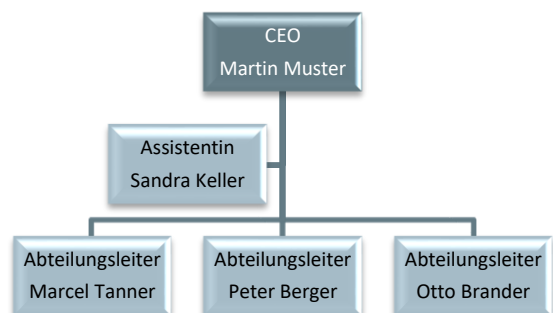 CEO
Martin Muster
Assistentin
Sandra Keller
Abteilungsleiter
Marcel Tanner
Abteilungsleiter
Peter Berger
Abteilungsleiter
Otto Brander